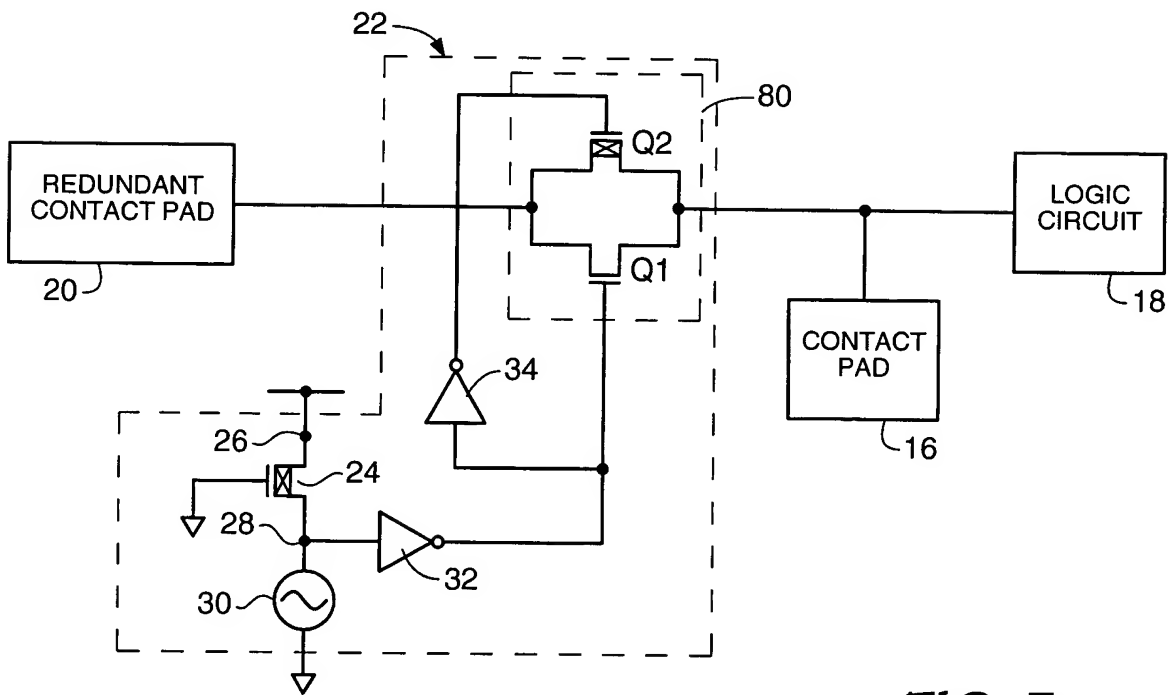 22
80
Q2
REDUNDANT
CONTACT PAD
LOGIC
CIRCUIT
20
Q1
18
34
CONTACT
PAD
26
24
16
28
32
30